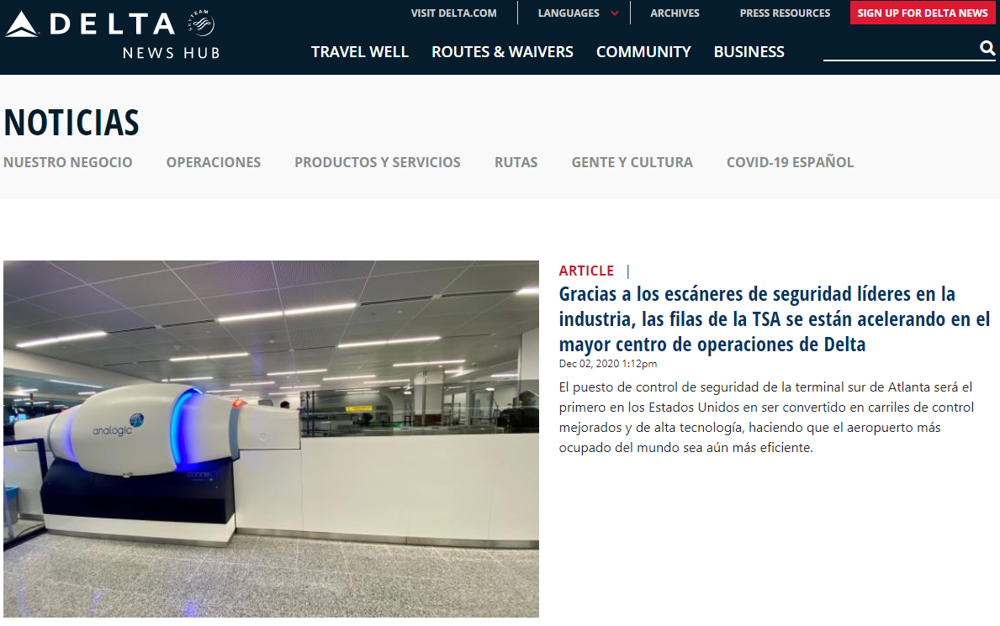 DELTA
SKYTEAM
NEWS HUB
VISIT DELTA.COM
LANGUAGES
ARCHIVES
PRESS RESOURCES
SIGN UP FOR DELTA NEWS
TRAVEL WELL
ROUTES & WAIVERS
COMMUNITY
BUSINESS
NOTICIAS
NUESTRO NEGOCIO
OPERACIONES
PRODUCTOS Y SERVICIOS
RUTAS
GENTE Y CULTURA
COVID-19 ESPAÑOL
analogic
ARTICLE |
Gracias a los escáneres de seguridad líderes en la
industria, las filas de la TSA se están acelerando en el
mayor centro de operaciones de Delta
Dec 02, 2020 1:12pm
El puesto de control de seguridad de la terminal sur de Atlanta será el
primero en los Estados Unidos en ser convertido en carriles de control
mejorados y de alta tecnología, haciendo que el aeropuerto más
ocupado del mundo sea aún más eficiente.